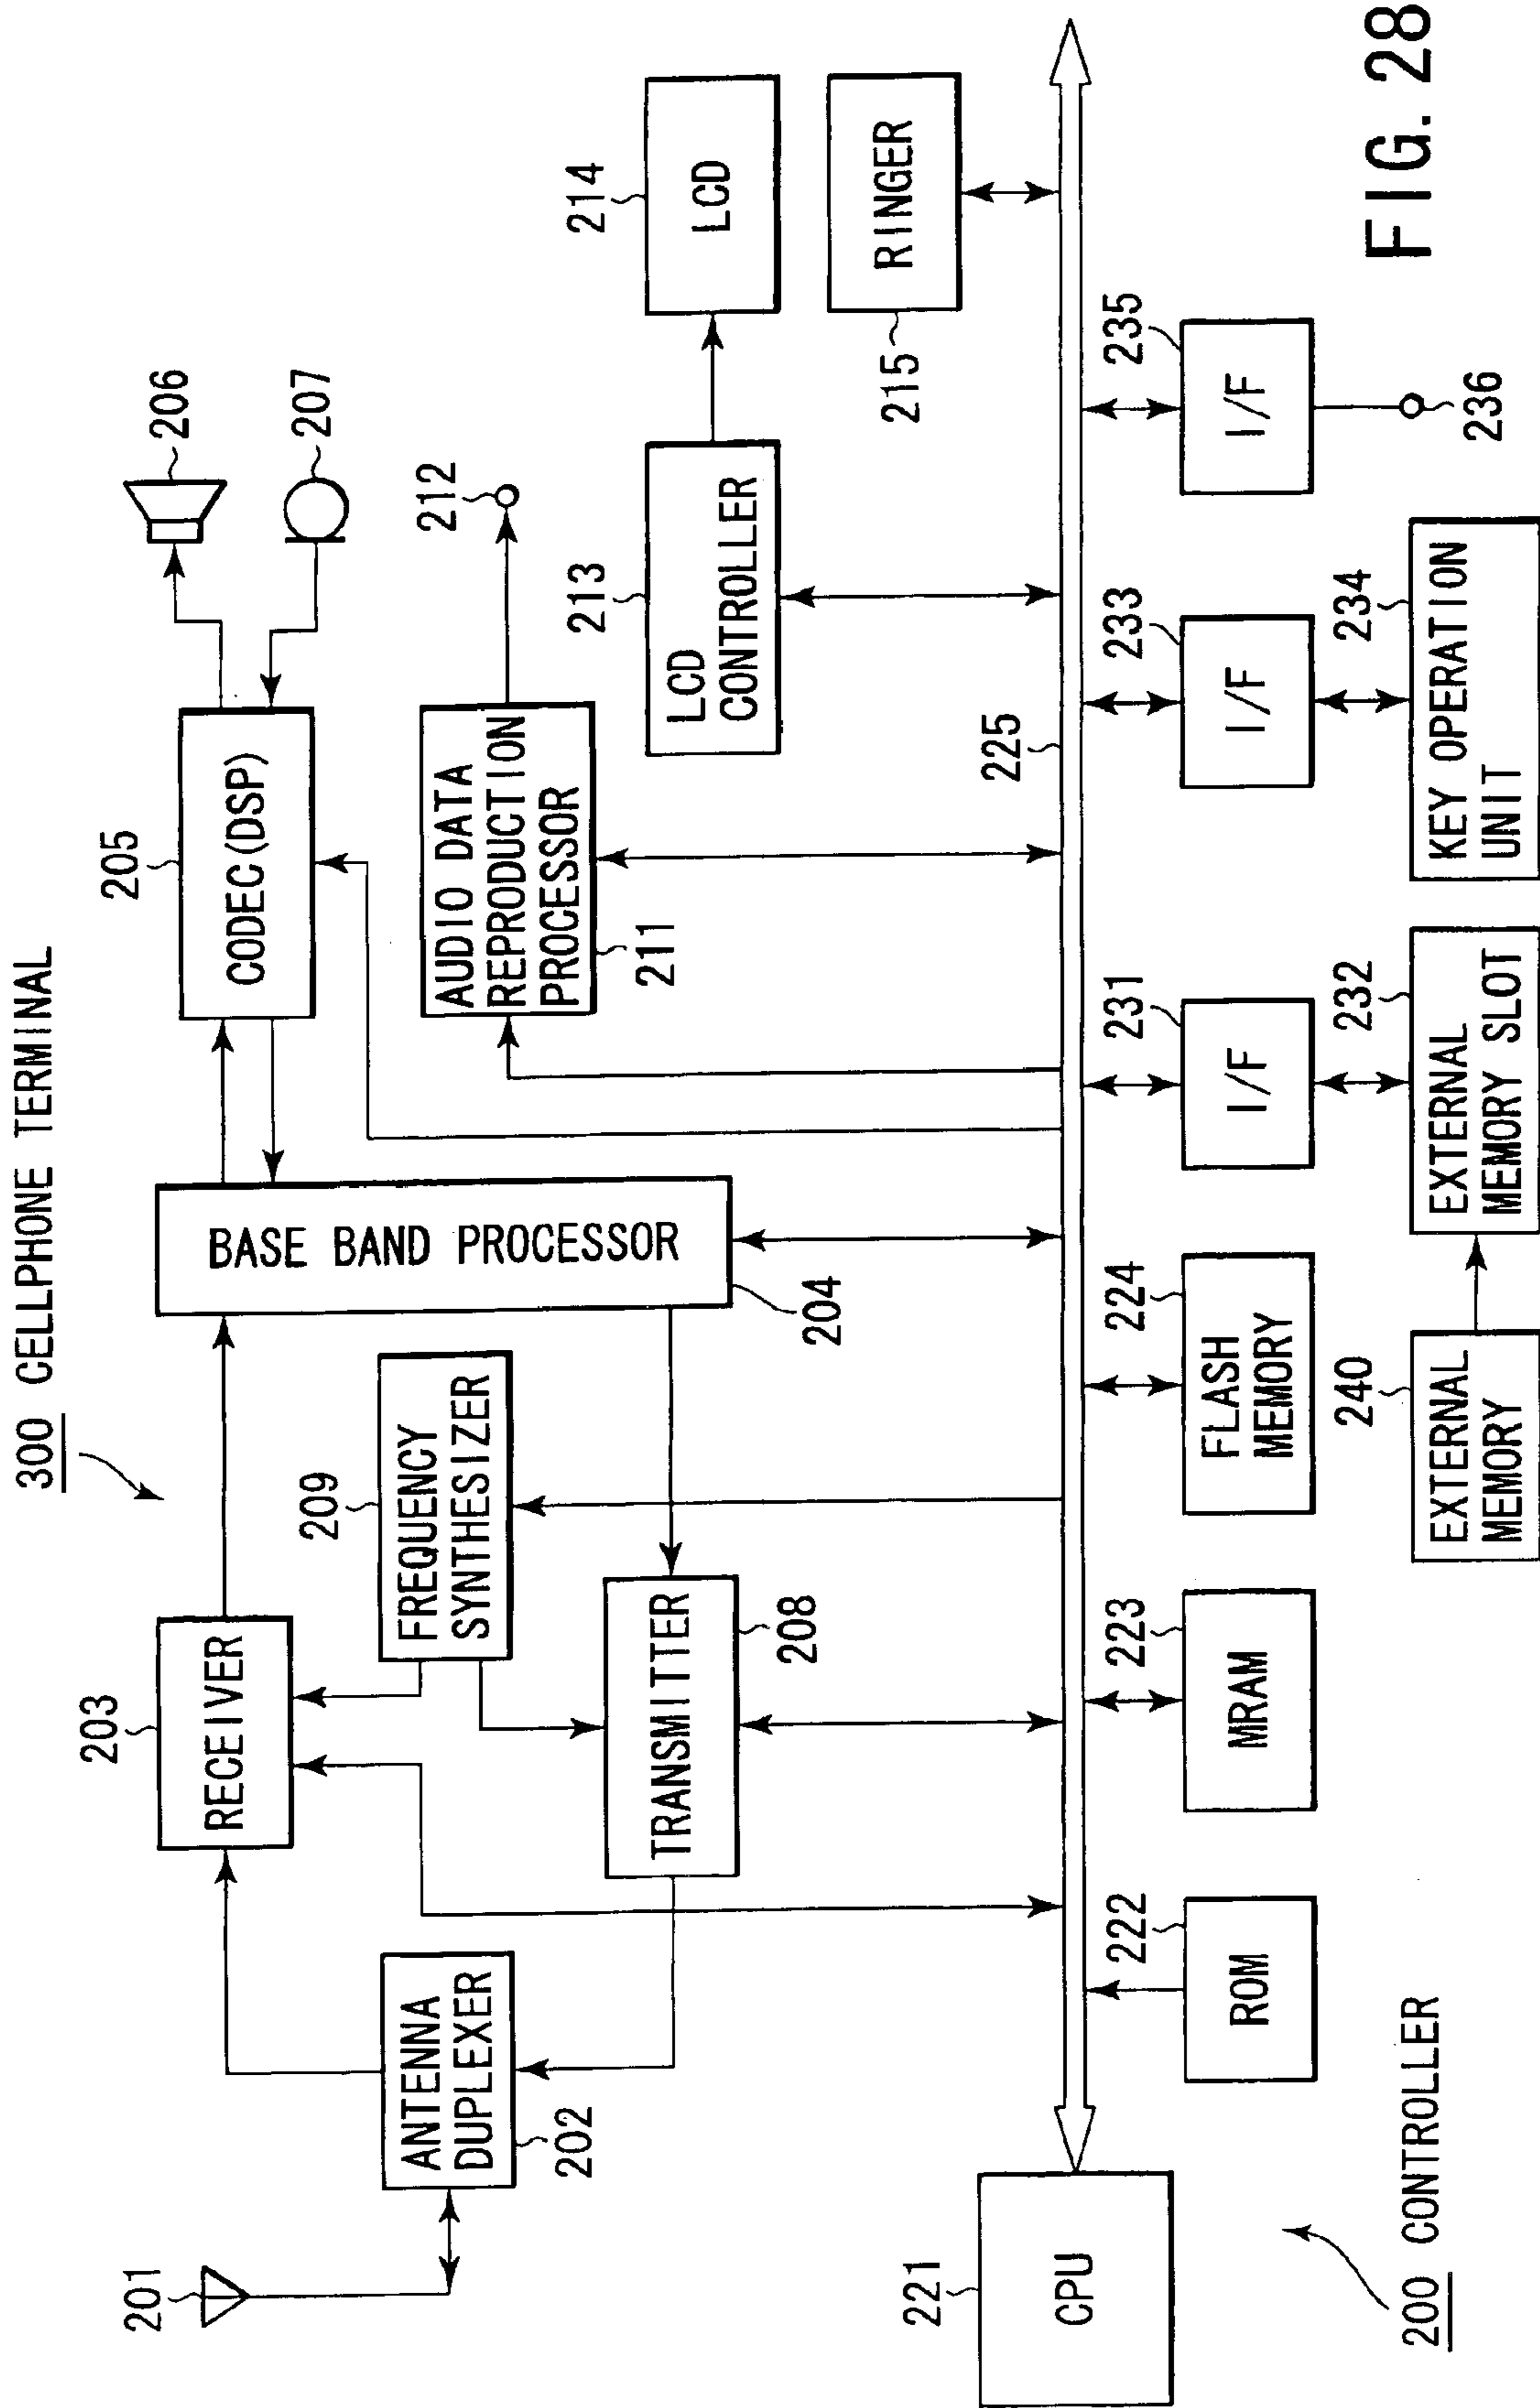 300 CELLPHONE TERMINAL
201
ANTENNA
DUPLEXER
202
203
RECEIVER
209
FREQUENCY
SYNTHESIZER
TRANSMITTER
208
BASE BAND PROCESSOR
204
205
CODEC(DSP)
206
207
AUDIO DATA
REPRODUCTION
PROCESSOR
211
212
213
LCD
CONTROLLER
214
LCD
RINGER
215
221
CPU
225
222
ROM
223
MRAM
224
FLASH
MEMORY
231
I/F
233
I/F
235
I/F
236
240
EXTERNAL
MEMORY
232
EXTERNAL
MEMORY SLOT
234
KEY OPERATION
UNIT
200 CONTROLLER
FIG. 28